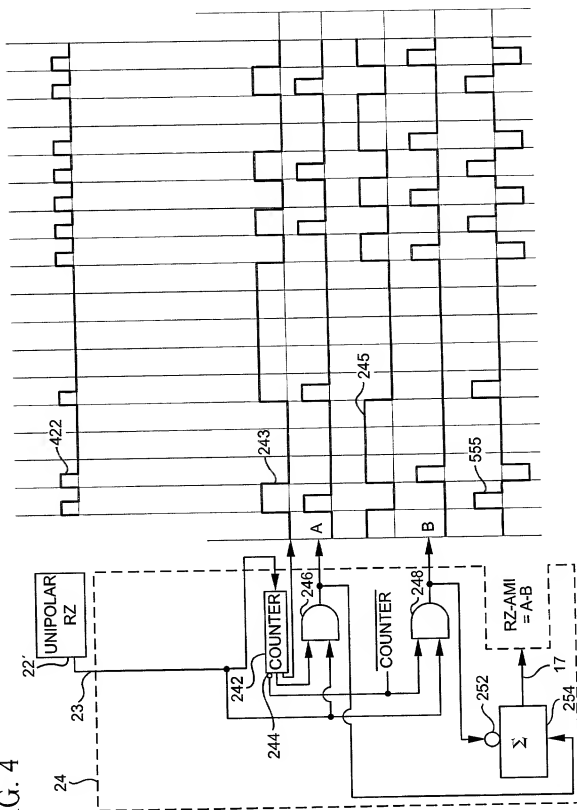 G. 4
24
22'
UNIPOLAR
RZ
23
422
242
COUNTER
243
244
246
A
COUNTER
245
248
B
252
Σ
254
17
RZ-AMI
= A-B
555